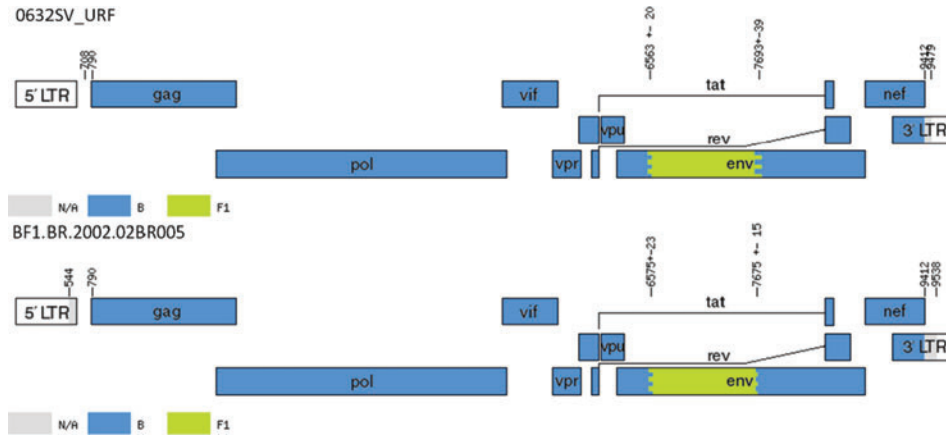 0632SV_URF
708
790
6563 +- 20
7693+-39
9412
9479
5' LTR
gag
vif
tat
nef
vpu
rev
3' LTR
pol
vpr
env
N/A B F1
BF1.BR.2002.02BR005
544
790
6575+-23
7675 +- 15
9412
9538
5' LTR
gag
vif
tat
nef
vpu
rev
3' LTR
pol
vpr
env
N/A B F1